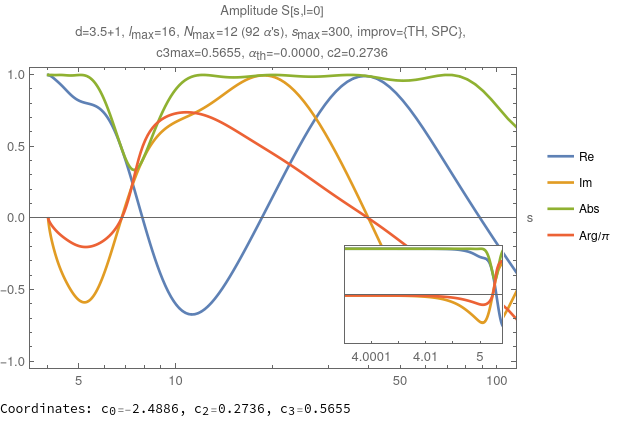 Amplitude S[s,l=0]
d=3.5+1, lmax=16, Nmax=12 (92 α's), smax=300, improv={TH, SPC},
c3max=0.5655, αth=-0.0000, c2=0.2736
1.0
0.5
0.0
-0.5
-1.0
s
Re
Im
Abs
Arg/π
4.0001 4.01 5
5 10 50 100
Coordinates: c0=-2.4886, c2=0.2736, c3=0.5655